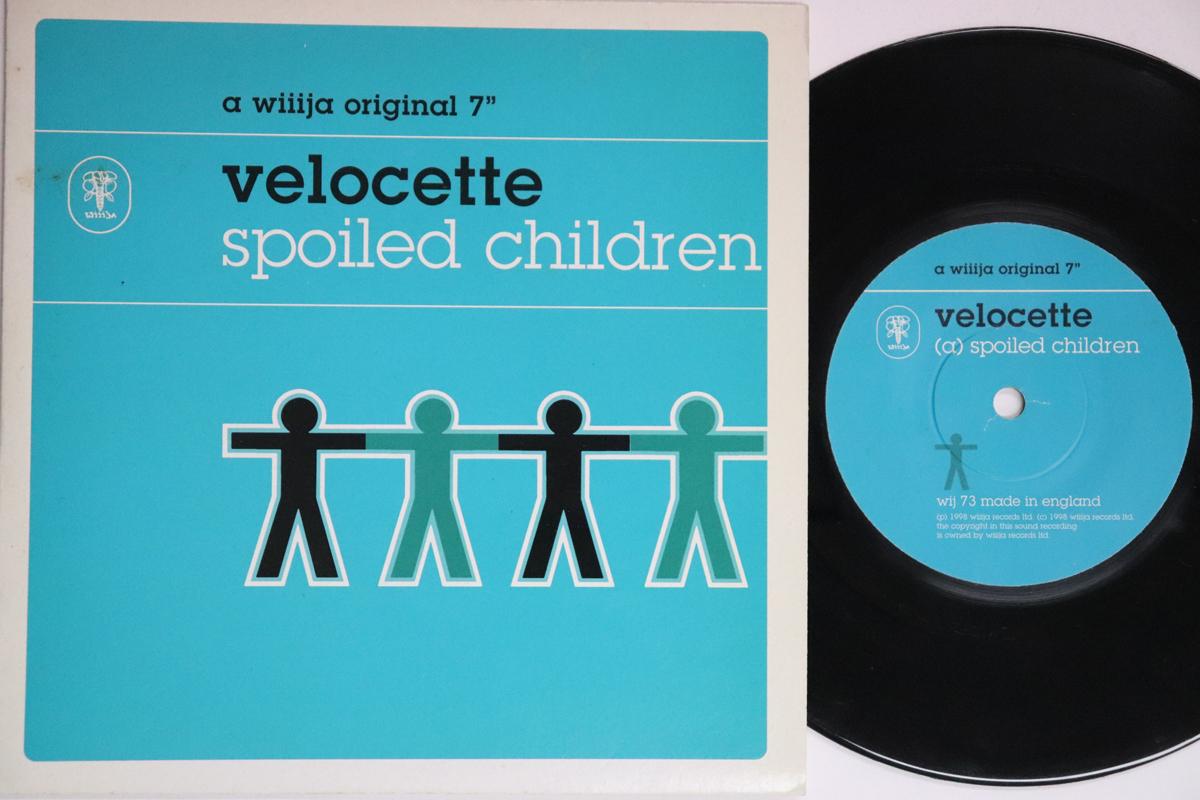 a wiiija original 7”
velocette
spoiled children
a wiiija original 7”
velocette
(a) spoiled children
wij 73 made in england
(p) 1998 wiiija records ltd. (c) 1998 wiiija records ltd.
the copyright in this sound recording
is owned by wiiija records ltd.